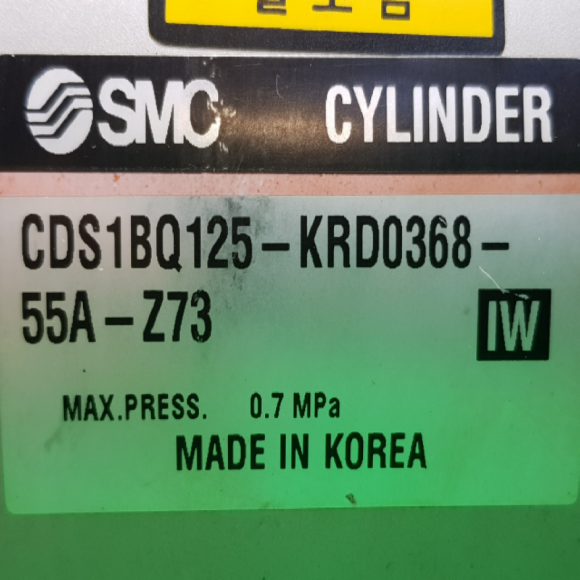 SMC CYLINDER
CDS1BQ125-KRD0368-
55A-Z73
IW
MAX.PRESS. 0.7 MPa
MADE IN KOREA